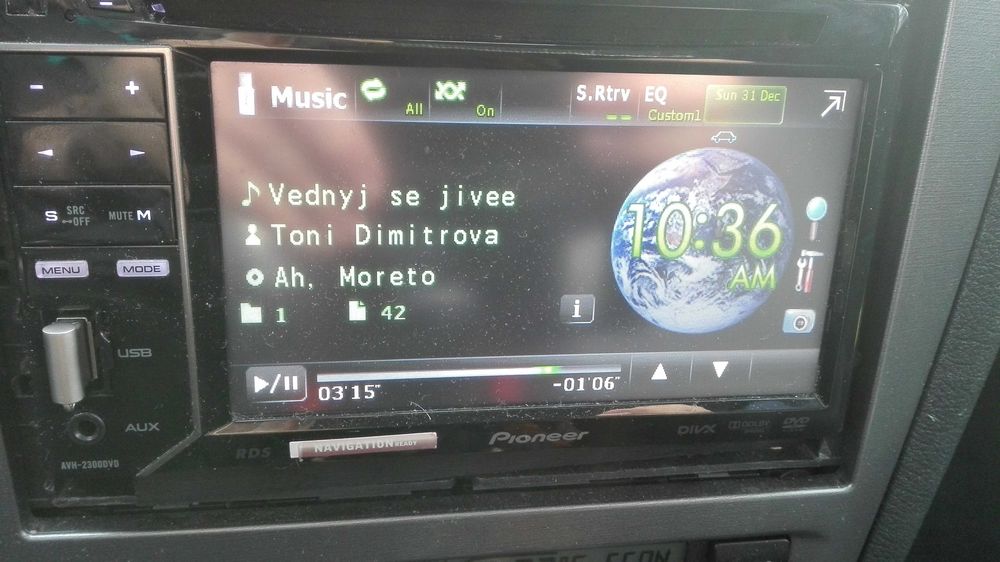 Music
All
On
S.Rtrv
EQ
Custom1
Sun 31 Dec
- +
S SRC OFF MUTE M
MENU MODE
Vednyj se jivee
Toni Dimitrova
Ah, Moreto
1 42
i
10:36
AM
USB
03'15" -01'06"
AUX
AVH-2300DVD
RDS
NAVIGATION READY
Pioneer
DIVX
DOLBY
DVD
ECON